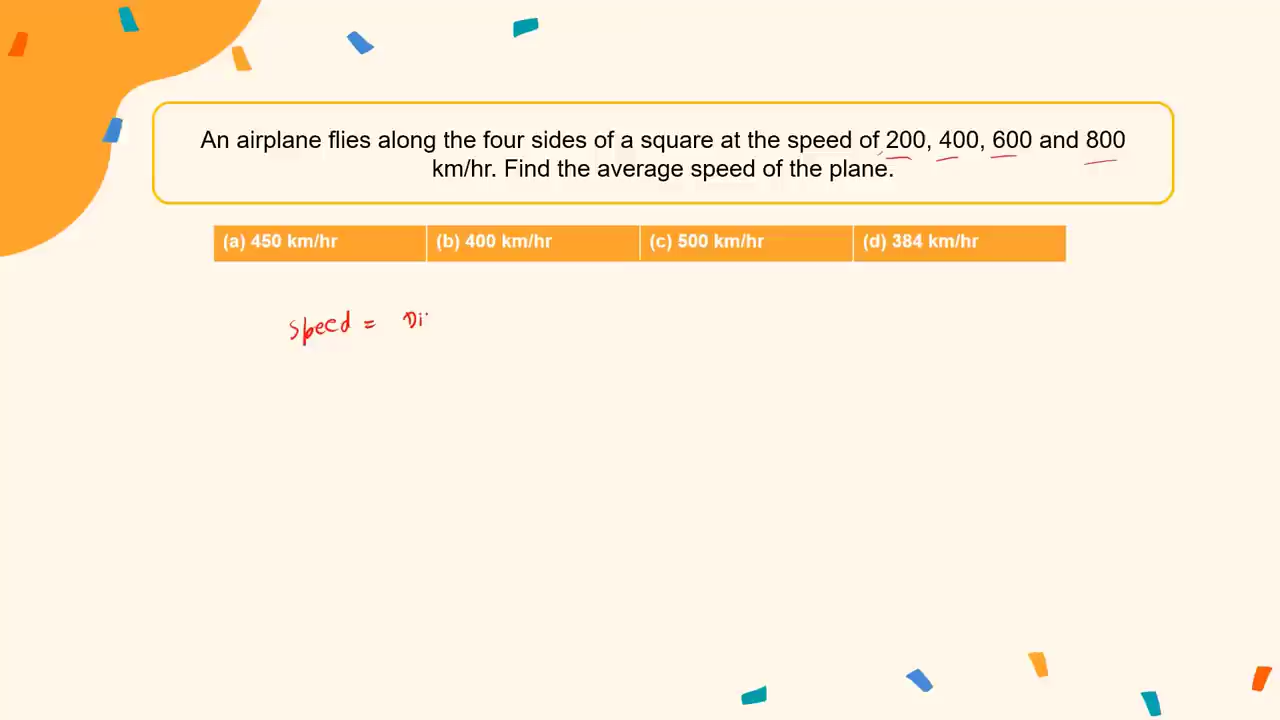 An airplane flies along the four sides of a square at the speed of 200, 400, 600 and 800
km/hr. Find the average speed of the plane.
(a) 450 km/hr (b) 400 km/hr (c) 500 km/hr (d) 384 km/hr
Speed = Di